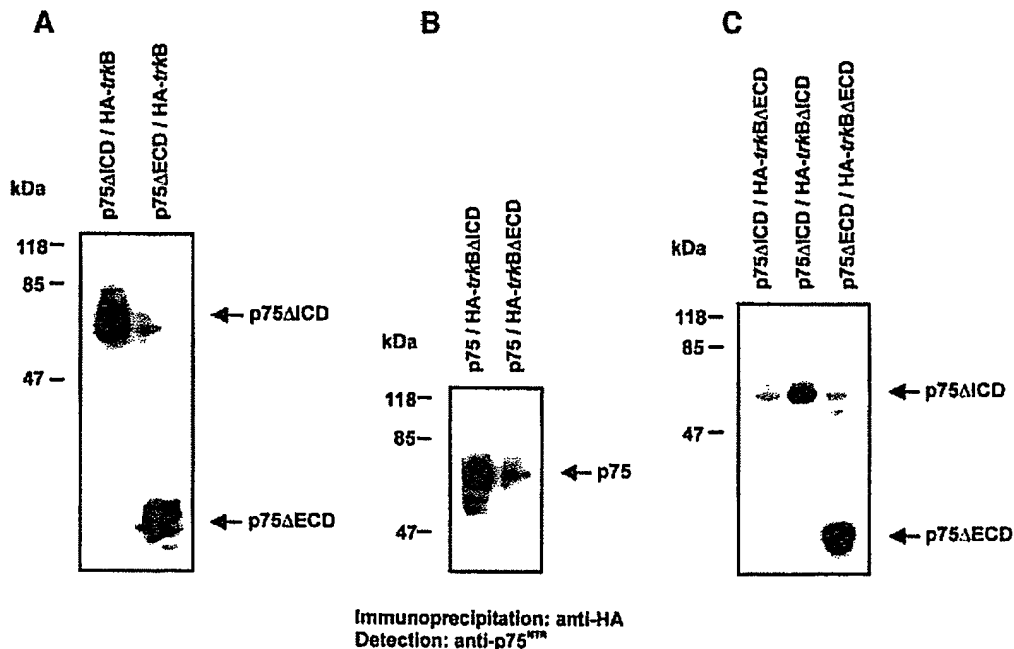 A
p75ΔICD / HA-trkB
p75ΔECD / HA-trkB
kDa
118
85
47
p75ΔICD
p75ΔECD
B
p75 / HA-trkBΔICD
p75 / HA-trkBΔECD
kDa
118
85
47
p75
C
p75ΔICD / HA-trkBΔECD
p75ΔICD / HA-trkBΔICD
p75ΔECD / HA-trkBΔECD
kDa
118
85
47
p75ΔICD
p75ΔECD
Immunoprecipitation: anti-HA
Detection: anti-p75NTR